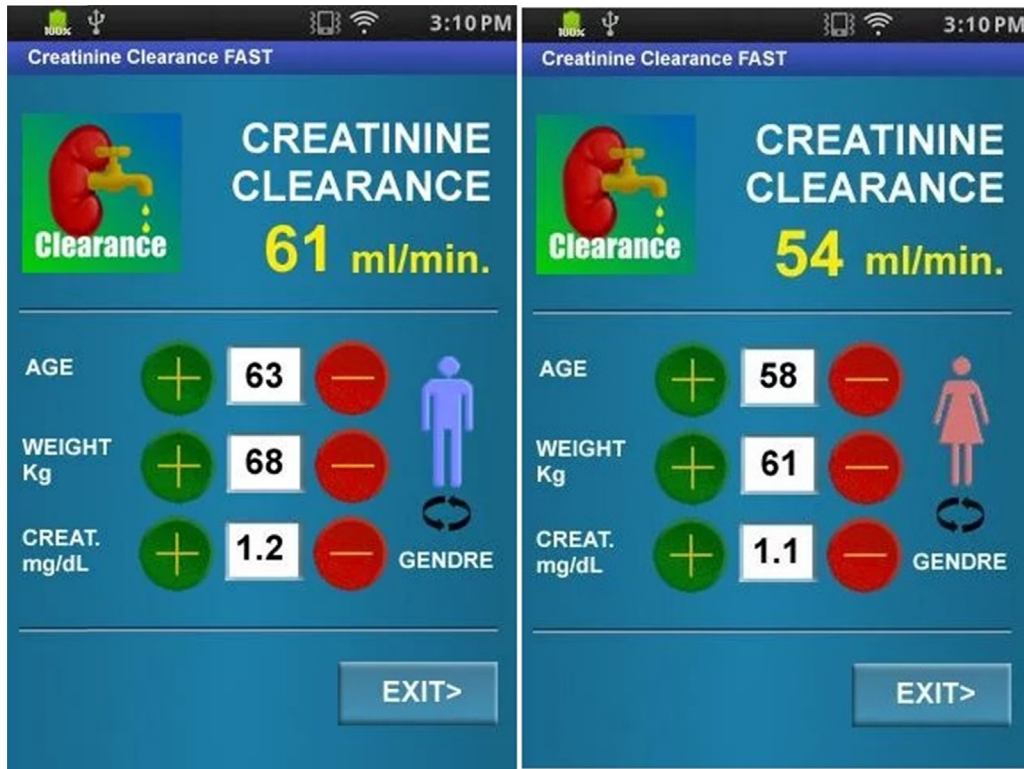 100%
3:10 PM
Creatinine Clearance FAST
CREATININE
CLEARANCE
Clearance
61 ml/min.
AGE
63
WEIGHT
Kg
68
CREAT.
mg/dL
1.2
GENDRE
EXIT>
100%
3:10 PM
Creatinine Clearance FAST
CREATININE
CLEARANCE
Clearance
54 ml/min.
AGE
58
WEIGHT
Kg
61
CREAT.
mg/dL
1.1
GENDRE
EXIT>